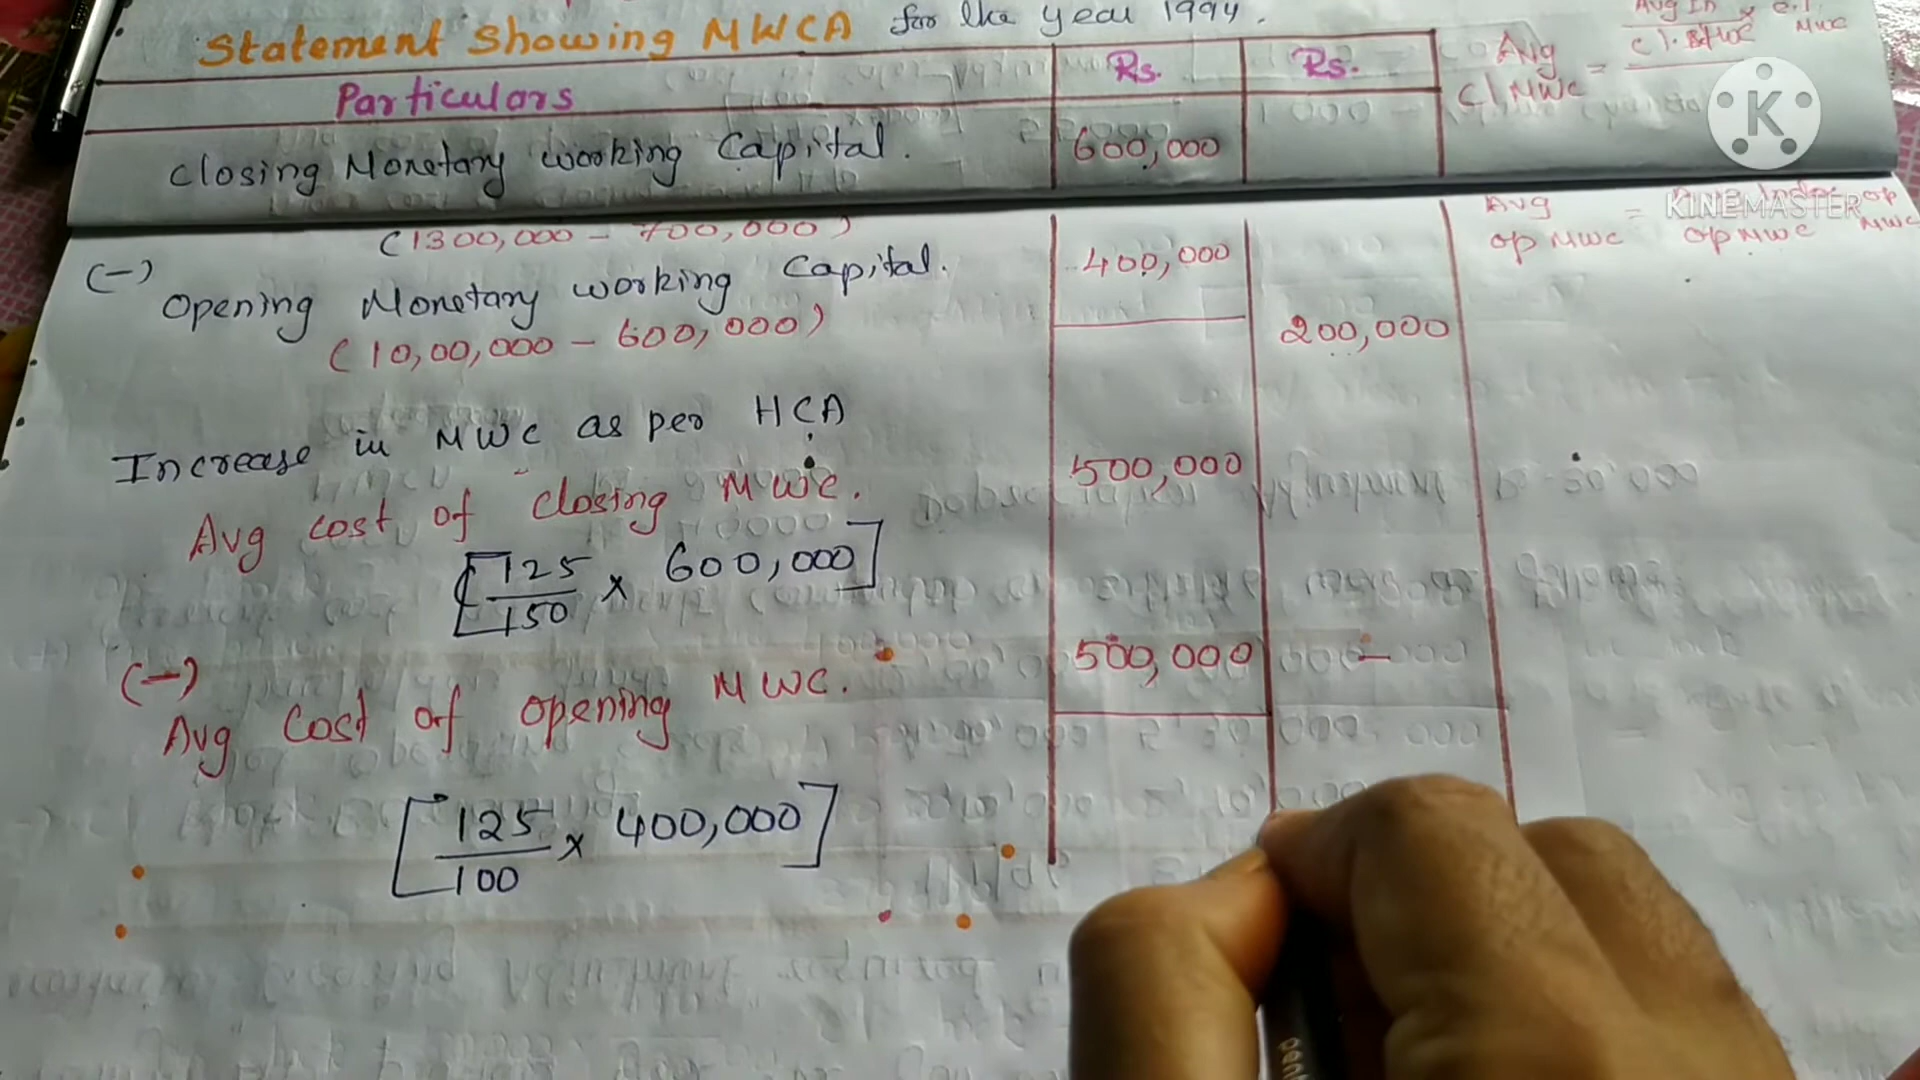 Statement Showing MWCA for the year 1994.
Particulars Rs. Rs.
Closing Monetary Working Capital. 600,000
(1300,000 - 700,000)
(-) Opening Monetary working Capital. 400,000
(10,00,000 - 600,000) 200,000
Increase in MWC as per HCA
Avg cost of closing MWC. 500,000
[125/150 × 600,000]
(-) Avg Cost of opening MWC. 500,000 -
[125/100 × 400,000]
Avg Cl MWC =
Avg op MWC = op MWC
MWC
K
KINEMASTER